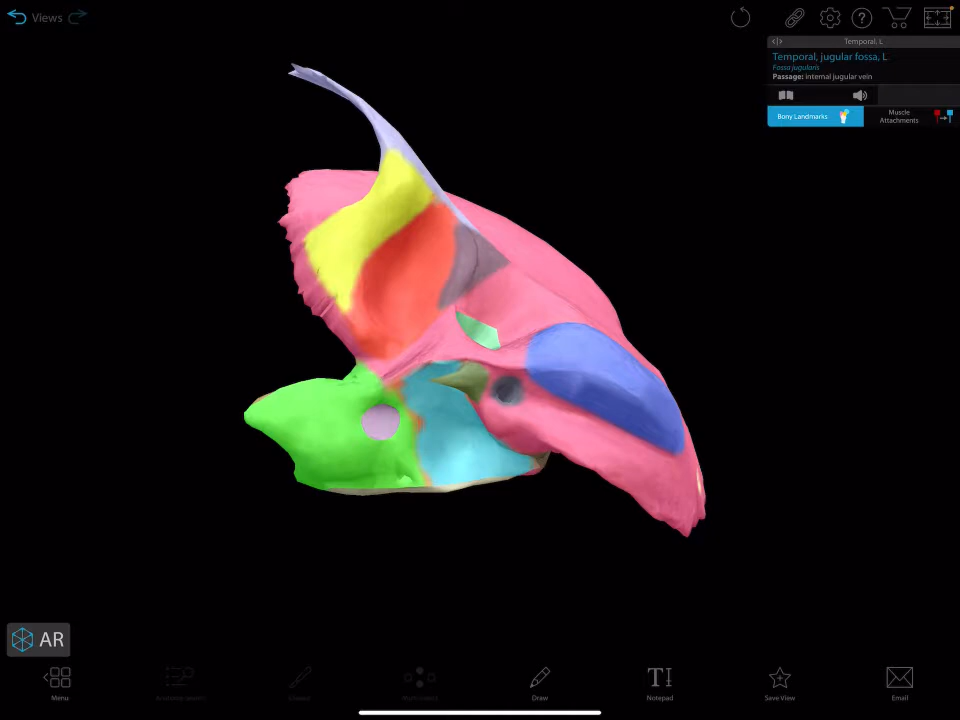 Views
Temporal, L
Temporal, jugular fossa, L
Fossa jugularis
Passage: internal jugular vein
Bony Landmarks
Muscle
Attachments
AR
Menu
Draw
Notepad
Save View
Email